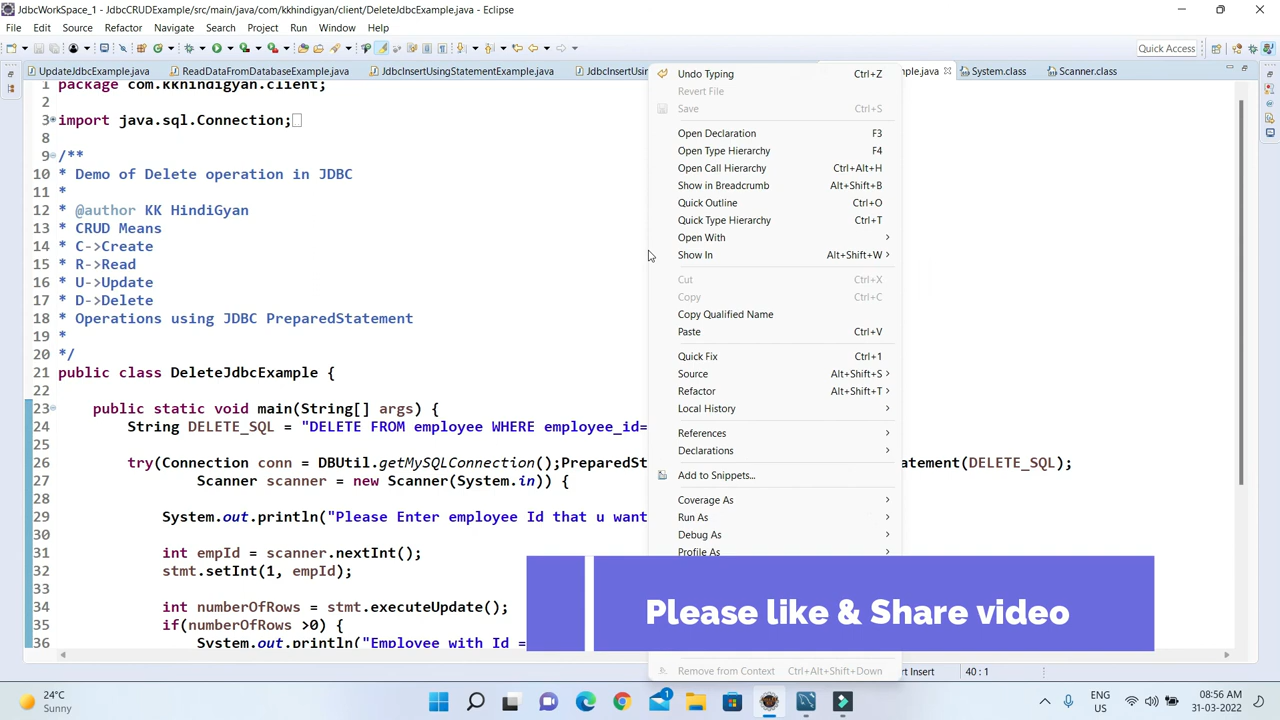 JdbcWorkSpace_1 - JdbcCRUDExample/src/main/java/com/kkhindigyan/client/DeleteJdbcExample.java - Eclipse
File Edit Source Refactor Navigate Search Project Run Window Help
Quick Access
UpdateJdbcExample.java ReadDataFromDatabaseExample.java JdbcInsertUsingStatementExample.java JdbcInsertUsin mple.java System.class Scanner.class
1 package com.kkhindigyan.client;
2
3 import java.sql.Connection;
8
9 /**
10 * Demo of Delete operation in JDBC
11 *
12 * @author KK HindiGyan
13 * CRUD Means
14 * C->Create
15 * R->Read
16 * U->Update
17 * D->Delete
18 * Operations using JDBC PreparedStatement
19 *
20 */
21 public class DeleteJdbcExample {
22
23 public static void main(String[] args) {
24 String DELETE_SQL = "DELETE FROM employee WHERE employee_id=
25
26 try(Connection conn = DBUtil.getMySQLConnection();PreparedSt atement(DELETE_SQL);
27 Scanner scanner = new Scanner(System.in)) {
28
29 System.out.println("Please Enter employee Id that u want
30
31 int empId = scanner.nextInt();
32 stmt.setInt(1, empId);
33
34 int numberOfRows = stmt.executeUpdate();
35 if(numberOfRows >0) {
36 System.out.println("Employee with Id =
Undo Typing Ctrl+Z
Revert File
Save Ctrl+S
Open Declaration F3
Open Type Hierarchy F4
Open Call Hierarchy Ctrl+Alt+H
Show in Breadcrumb Alt+Shift+B
Quick Outline Ctrl+O
Quick Type Hierarchy Ctrl+T
Open With
Show In Alt+Shift+W
Cut Ctrl+X
Copy Ctrl+C
Copy Qualified Name
Paste Ctrl+V
Quick Fix Ctrl+1
Source Alt+Shift+S
Refactor Alt+Shift+T
Local History
References
Declarations
Add to Snippets...
Coverage As
Run As
Debug As
Profile As
Remove from Context Ctrl+Alt+Shift+Down
Please like & Share video
rt Insert 40 : 1
24°C
Sunny
1
ENG
US
08:56 AM
31-03-2022